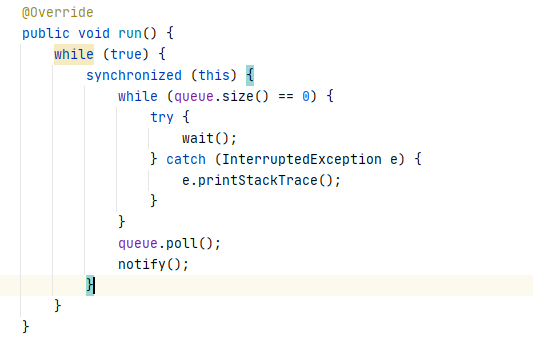 @Override
public void run() {
    while (true) {
        synchronized (this) {
            while (queue.size() == 0) {
                try {
                    wait();
                } catch (InterruptedException e) {
                    e.printStackTrace();
                }
            }
            queue.poll();
            notify();
        }
    }
}